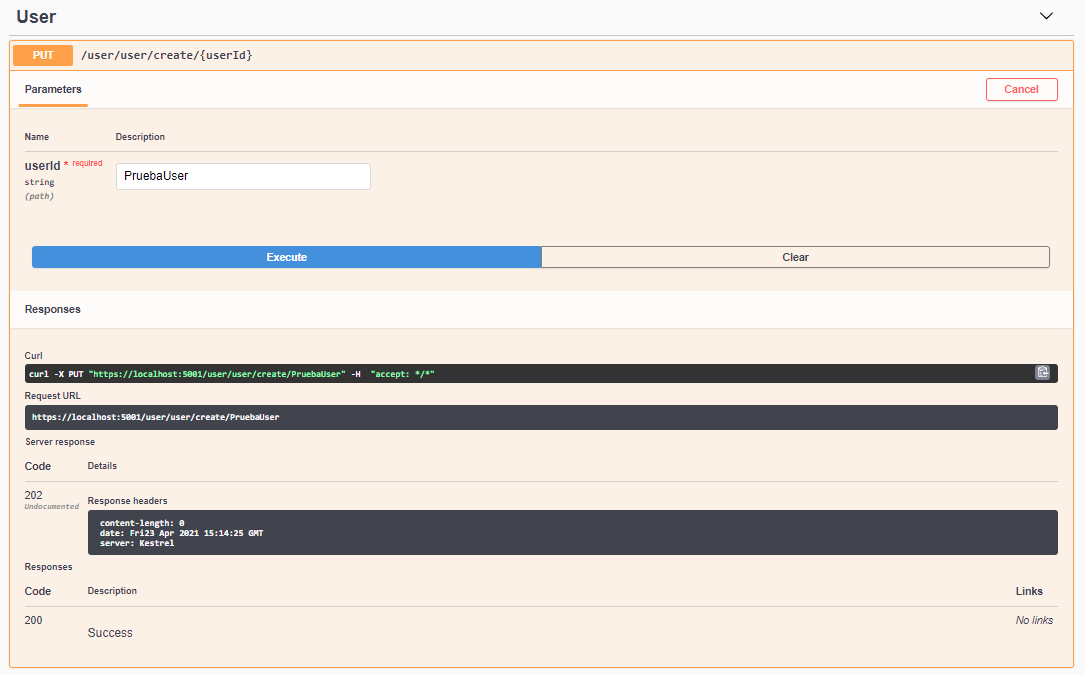 User
PUT /user/user/create/{userId}
Parameters Cancel
Name Description
userId * required
string
(path)
PruebaUser
Execute Clear
Responses
Curl
curl -X PUT "https://localhost:5001/user/user/create/PruebaUser" -H "accept: */*"
Request URL
https://localhost:5001/user/user/create/PruebaUser
Server response
Code Details
202
Undocumented
Response headers
content-length: 0
date: Fri23 Apr 2021 15:14:25 GMT
server: Kestrel
Responses
Code Description Links
200 No links
Success